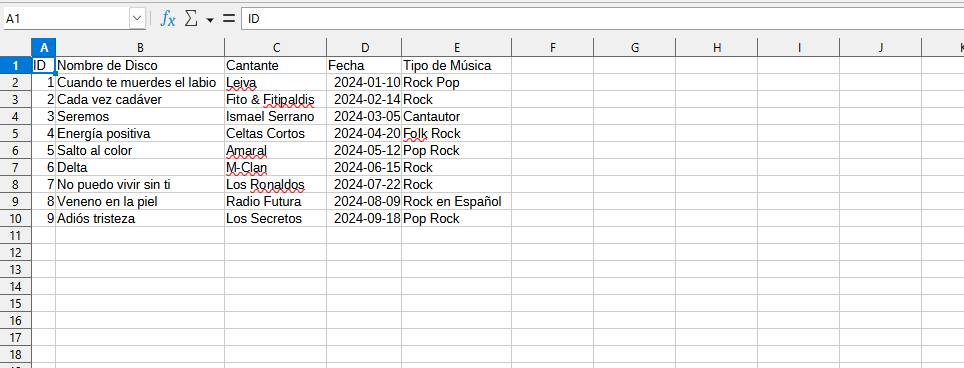 A1 fx Σ = ID
A B C D E F G H I J K
1 ID Nombre de Disco Cantante Fecha Tipo de Música
2 1 Cuando te muerdes el labio Leiva 2024-01-10 Rock Pop
3 2 Cada vez cadáver Fito & Fitipaldis 2024-02-14 Rock
4 3 Seremos Ismael Serrano 2024-03-05 Cantautor
5 4 Energía positiva Celtas Cortos 2024-04-20 Folk Rock
6 5 Salto al color Amaral 2024-05-12 Pop Rock
7 6 Delta M-Clan 2024-06-15 Rock
8 7 No puedo vivir sin ti Los Ronaldos 2024-07-22 Rock
9 8 Veneno en la piel Radio Futura 2024-08-09 Rock en Español
10 9 Adiós tristeza Los Secretos 2024-09-18 Pop Rock
11
12
13
14
15
16
17
18